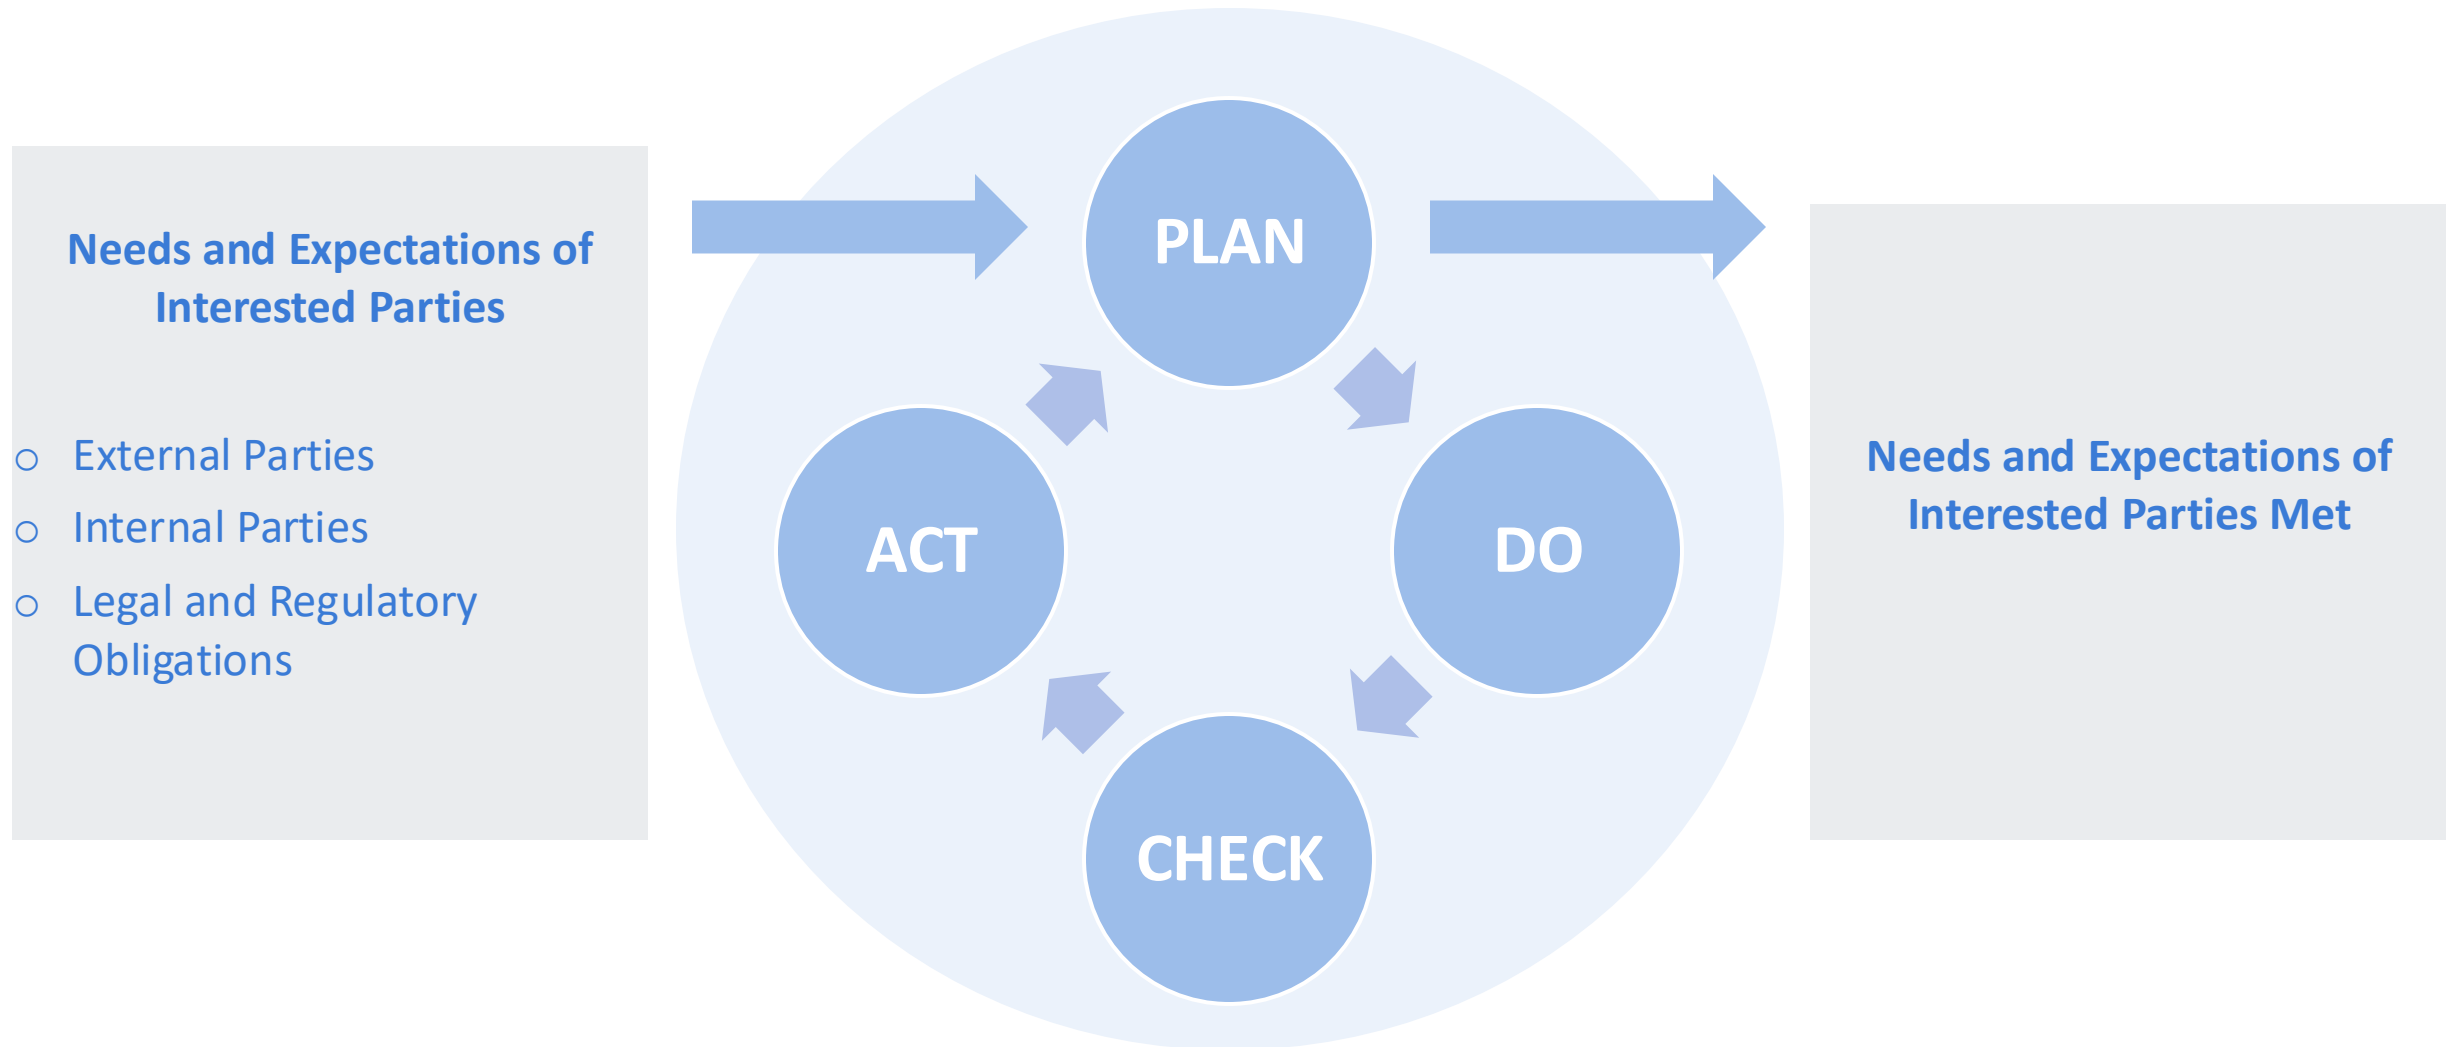 Needs and Expectations of
Interested Parties
o External Parties
o Internal Parties
o Legal and Regulatory
Obligations
PLAN
DO
CHECK
ACT
Needs and Expectations of
Interested Parties Met